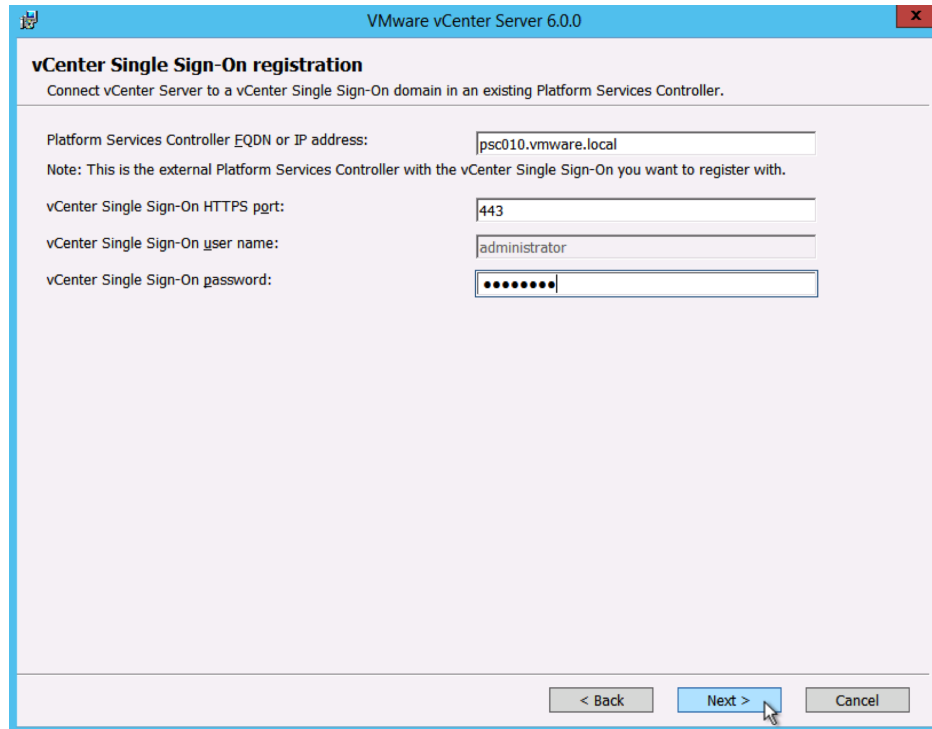 VMware vCenter Server 6.0.0
x
vCenter Single Sign-On registration
Connect vCenter Server to a vCenter Single Sign-On domain in an existing Platform Services Controller.
Platform Services Controller FQDN or IP address: psc010.vmware.local
Note: This is the external Platform Services Controller with the vCenter Single Sign-On you want to register with.
vCenter Single Sign-On HTTPS port: 443
vCenter Single Sign-On user name: administrator
vCenter Single Sign-On password: ●●●●●●●●
< Back Next > Cancel